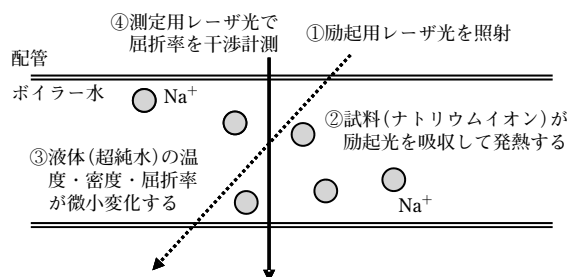 ④測定用レーザ光で
屈折率を干渉計測
①励起用レーザ光を照射
配管
ボイラー水
Na⁺
②試料(ナトリウムイオン)が
励起光を吸収して発熱する
③液体(超純水)の温
度・密度・屈折率
が微小変化する
Na⁺